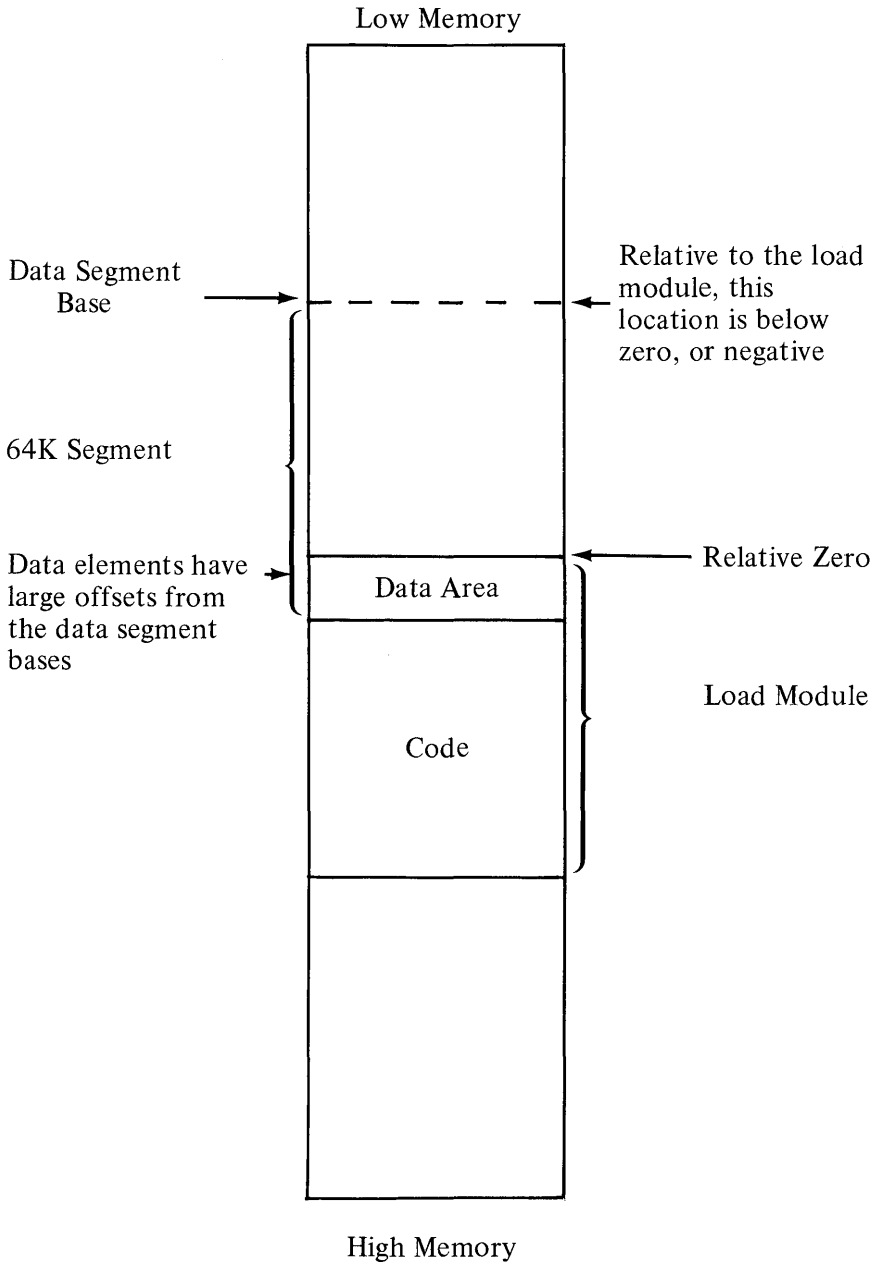 Low Memory
Data Segment
Base
Relative to the load
module, this
location is below
zero, or negative
64K Segment
Data elements have
large offsets from
the data segment
bases
Data Area
Relative Zero
Load Module
Code
High Memory